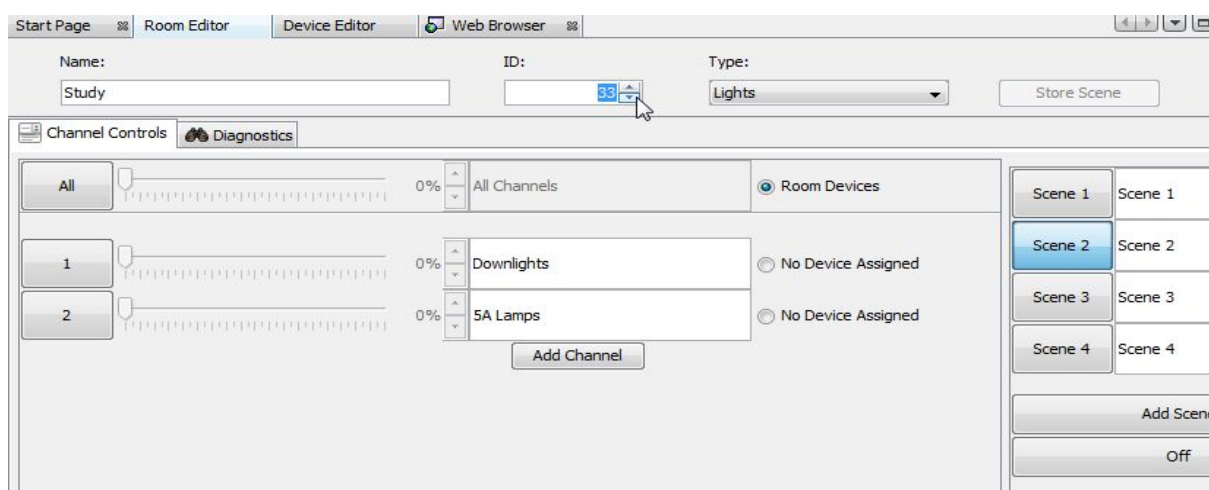 Start Page Room Editor Device Editor Web Browser
Name: ID: Type:
Study 33 Lights Store Scene
Channel Controls Diagnostics
All 0% All Channels Room Devices Scene 1 Scene 1
1 0% Downlights No Device Assigned Scene 2 Scene 2
2 0% 5A Lamps No Device Assigned Scene 3 Scene 3
Add Channel Scene 4 Scene 4
Add Scen
Off